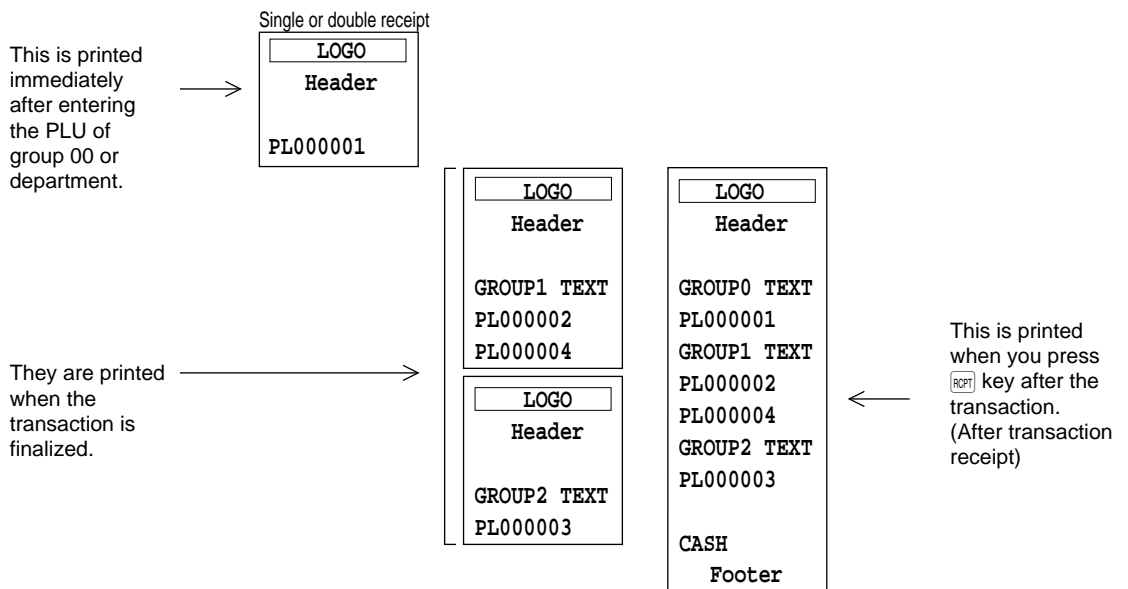 Single or double receipt
This is printed
immediately
after entering
the PLU of
group 00 or
department.
LOGO
Header
PL000001
They are printed
when the
transaction is
finalized.
LOGO
Header
GROUP1 TEXT
PL000002
PL000004
LOGO
Header
GROUP2 TEXT
PL000003
LOGO
Header
GROUP0 TEXT
PL000001
GROUP1 TEXT
PL000002
PL000004
GROUP2 TEXT
PL000003
CASH
Footer
This is printed
when you press
RCPT key after the
transaction.
(After transaction
receipt)